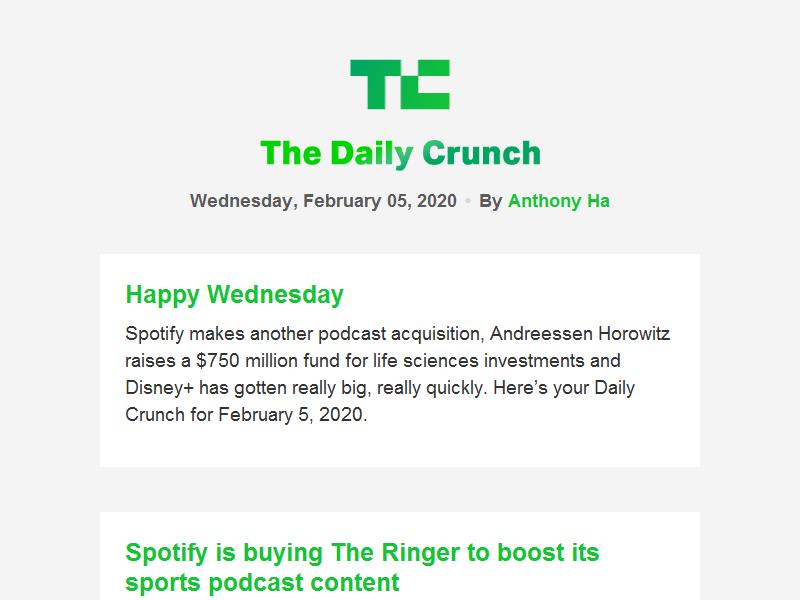 TC
The Daily Crunch
Wednesday, February 05, 2020 • By Anthony Ha
Happy Wednesday
Spotify makes another podcast acquisition, Andreessen Horowitz
raises a $750 million fund for life sciences investments and
Disney+ has gotten really big, really quickly. Here’s your Daily
Crunch for February 5, 2020.
Spotify is buying The Ringer to boost its
sports podcast content